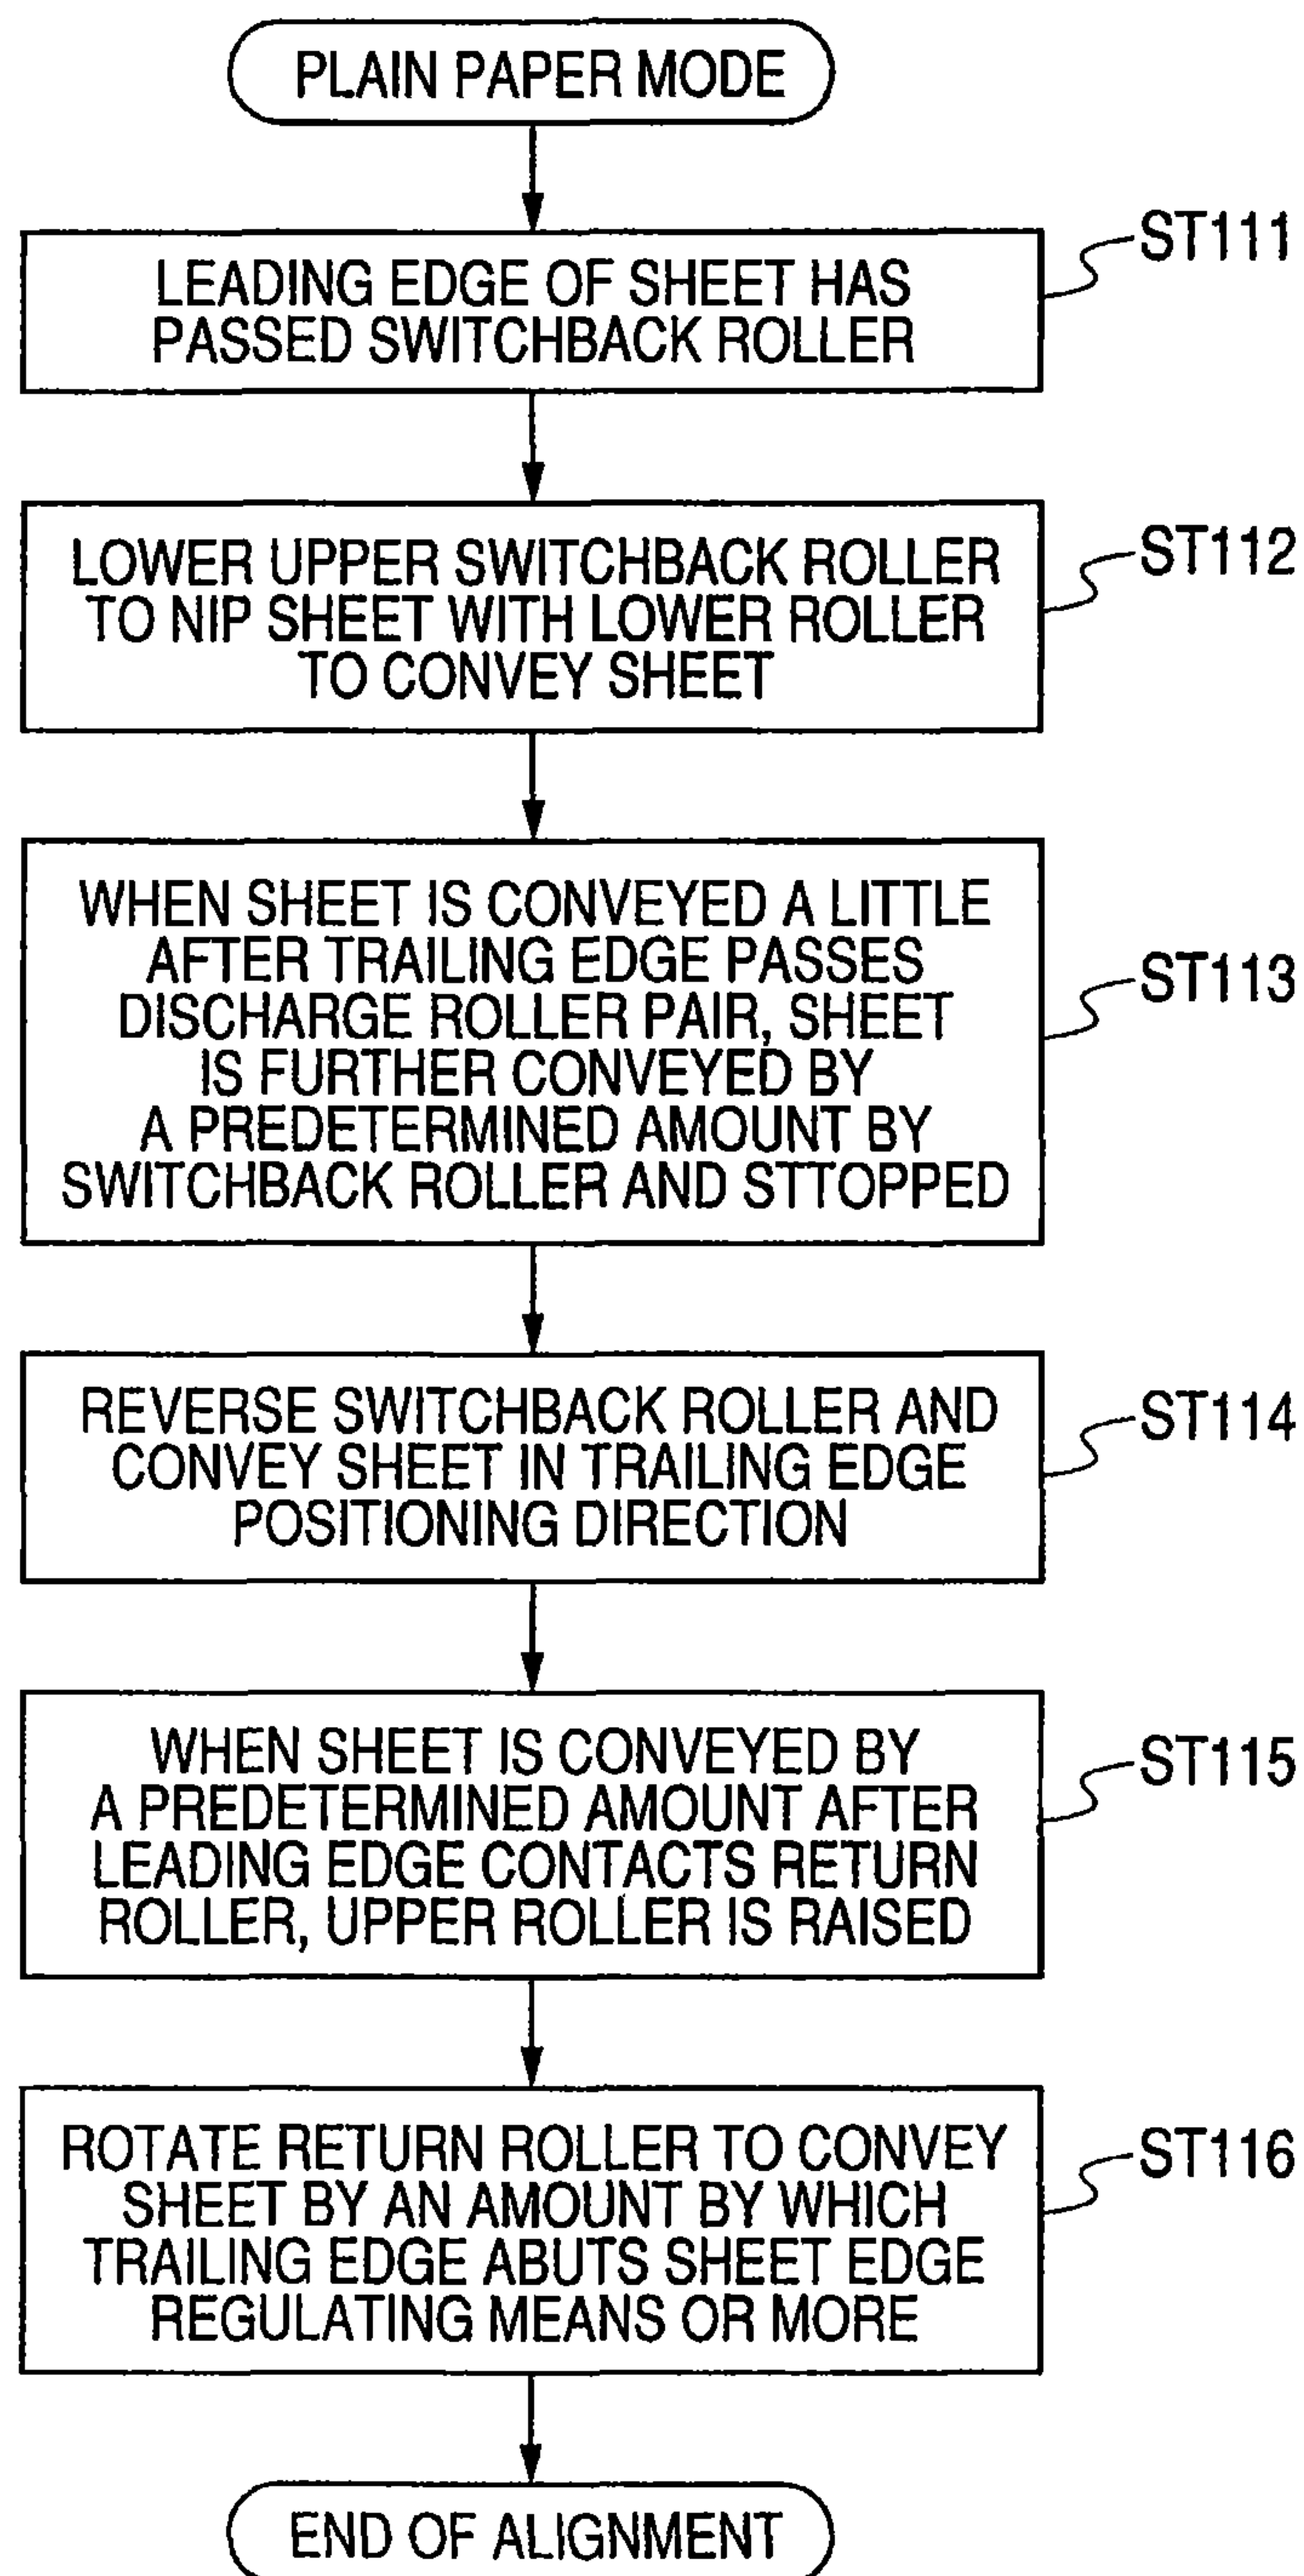 PLAIN PAPER MODE
LEADING EDGE OF SHEET HAS
PASSED SWITCHBACK ROLLER
ST111
LOWER UPPER SWITCHBACK ROLLER
TO NIP SHEET WITH LOWER ROLLER
TO CONVEY SHEET
ST112
WHEN SHEET IS CONVEYED A LITTLE
AFTER TRAILING EDGE PASSES
DISCHARGE ROLLER PAIR, SHEET
IS FURTHER CONVEYED BY
A PREDETERMINED AMOUNT BY
SWITCHBACK ROLLER AND STTOPPED
ST113
REVERSE SWITCHBACK ROLLER AND
CONVEY SHEET IN TRAILING EDGE
POSITIONING DIRECTION
ST114
WHEN SHEET IS CONVEYED BY
A PREDETERMINED AMOUNT AFTER
LEADING EDGE CONTACTS RETURN
ROLLER, UPPER ROLLER IS RAISED
ST115
ROTATE RETURN ROLLER TO CONVEY
SHEET BY AN AMOUNT BY WHICH
TRAILING EDGE ABUTS SHEET EDGE
REGULATING MEANS OR MORE
ST116
END OF ALIGNMENT